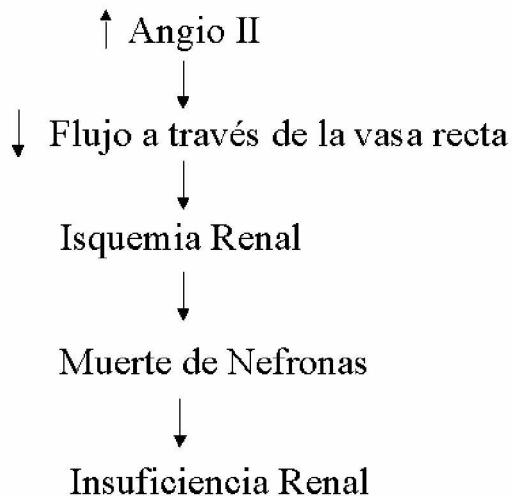 ↑ Angio II
↓ Flujo a través de la vasa recta
Isquemia Renal
Muerte de Nefronas
Insuficiencia Renal